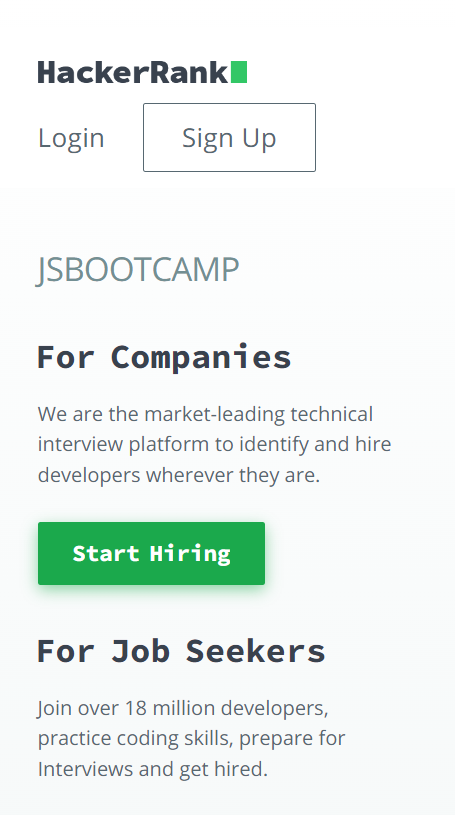 HackerRank
Login
Sign Up
JSBOOTCAMP
For Companies
We are the market-leading technical
interview platform to identify and hire
developers wherever they are.
Start Hiring
For Job Seekers
Join over 18 million developers,
practice coding skills, prepare for
Interviews and get hired.